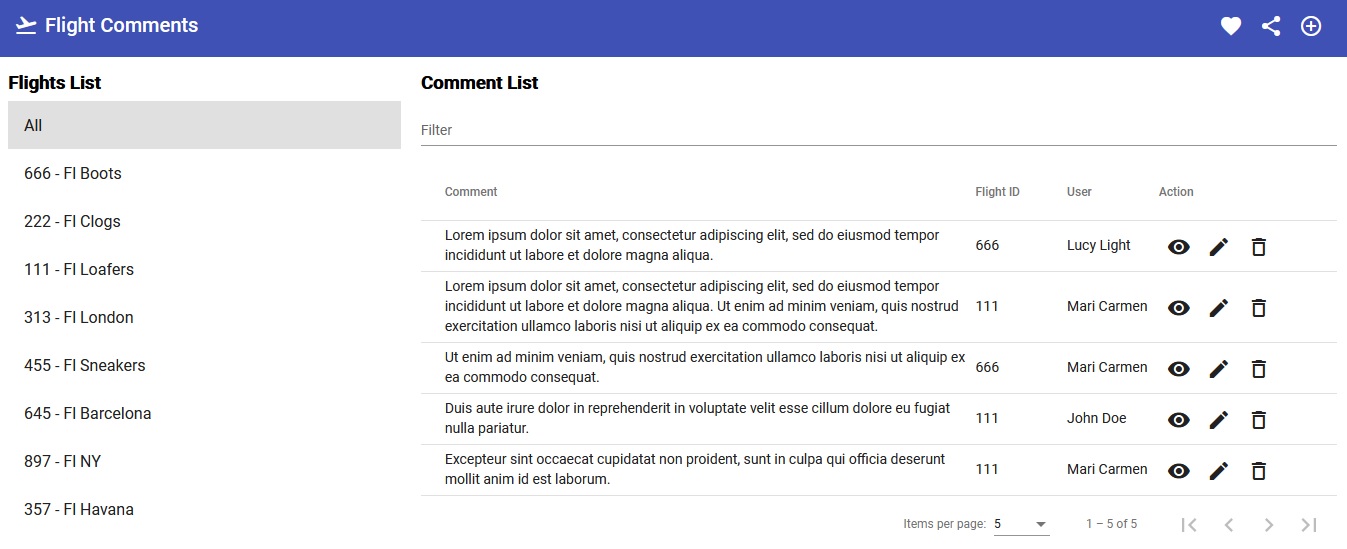 Flight Comments
Flights List
All
666 - Fl Boots
222 - Fl Clogs
111 - Fl Loafers
313 - Fl London
455 - Fl Sneakers
645 - Fl Barcelona
897 - Fl NY
357 - Fl Havana
Comment List
Filter
Comment Flight ID User Action
Lorem ipsum dolor sit amet, consectetur adipiscing elit, sed do eiusmod tempor
incididunt ut labore et dolore magna aliqua.
666 Lucy Light
Lorem ipsum dolor sit amet, consectetur adipiscing elit, sed do eiusmod tempor
incididunt ut labore et dolore magna aliqua. Ut enim ad minim veniam, quis nostrud
exercitation ullamco laboris nisi ut aliquip ex ea commodo consequat.
111 Mari Carmen
Ut enim ad minim veniam, quis nostrud exercitation ullamco laboris nisi ut aliquip ex
ea commodo consequat.
666 Mari Carmen
Duis aute irure dolor in reprehenderit in voluptate velit esse cillum dolore eu fugiat
nulla pariatur.
111 John Doe
Excepteur sint occaecat cupidatat non proident, sunt in culpa qui officia deserunt
mollit anim id est laborum.
111 Mari Carmen
Items per page: 5 1 – 5 of 5